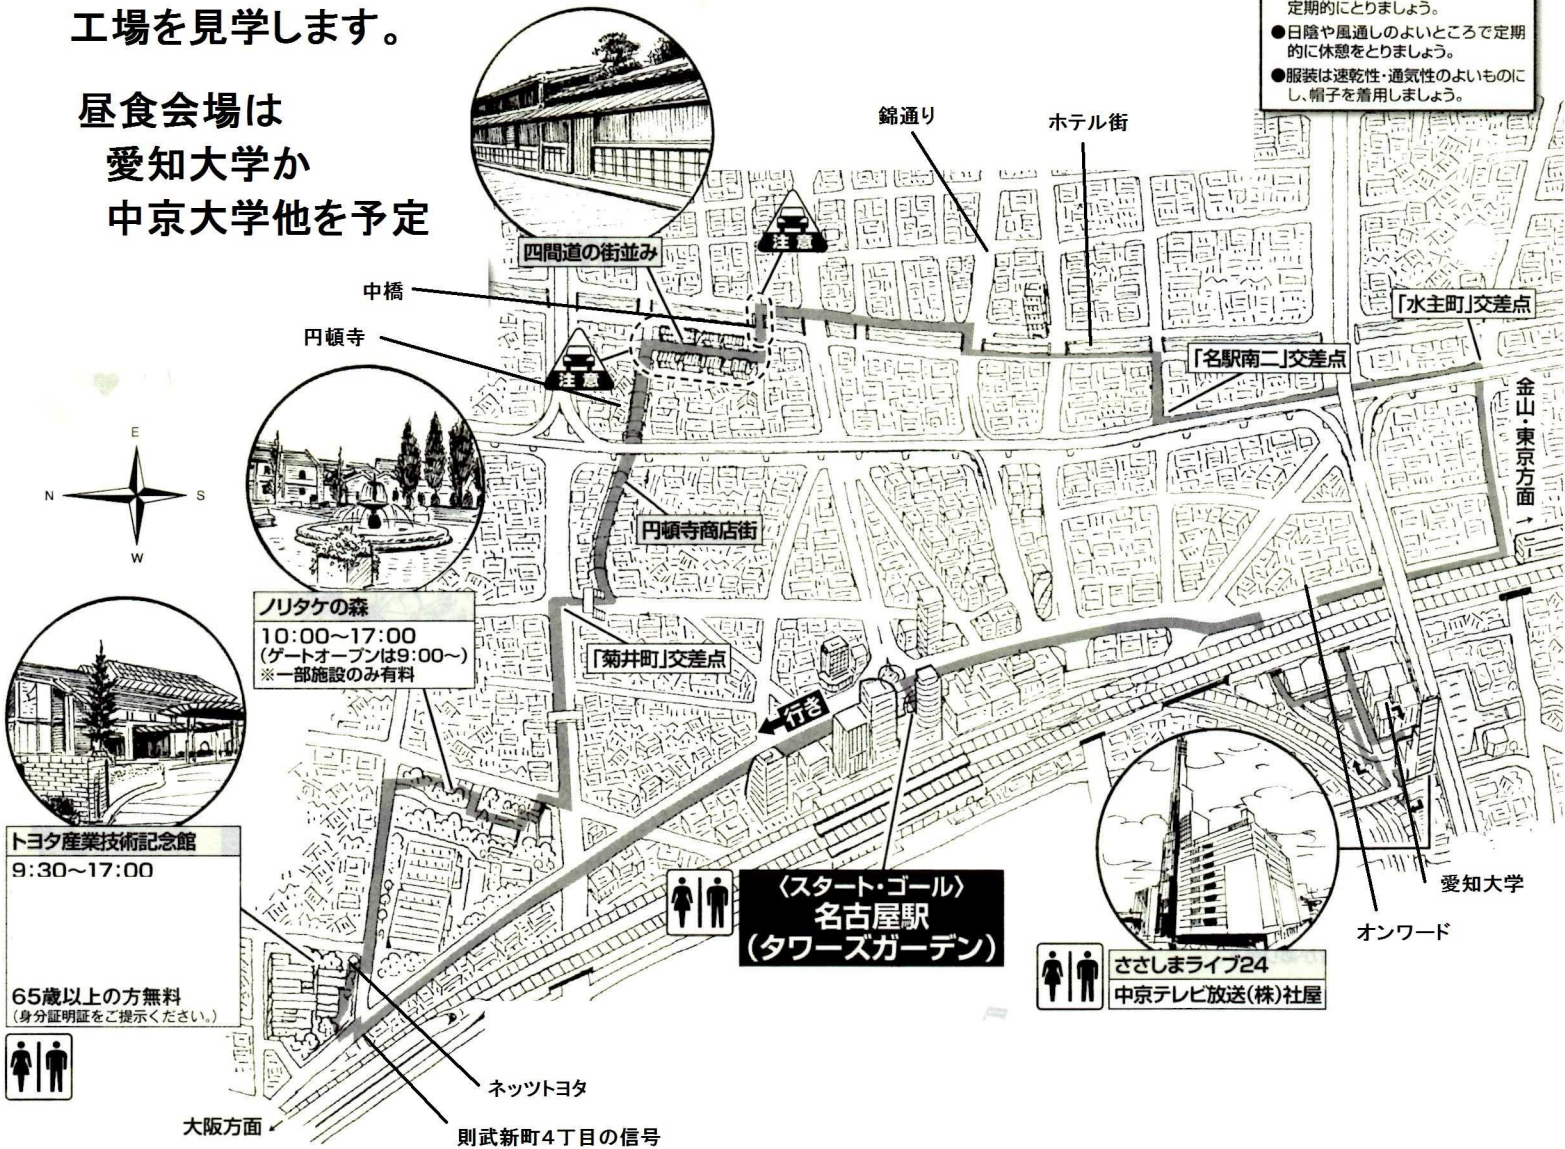 工場を見学します。
昼食会場は
愛知大学か
中京大学他を予定
定期的にとりましょう。
●日陰や風通しのよいところで定期
的に休憩をとりましょう。
●服装は速乾性・通気性のよいものに
し、帽子を着用しましょう。
錦通り
ホテル街
注意
四間道の街並み
中橋
円頓寺
注意
「水主町」交差点
「名駅南二」交差点
金山・東京方面→
E
N
S
W
円頓寺商店街
ノリタケの森
10:00～17:00
(ゲートオープンは9:00～)
※一部施設のみ有料
「菊井町」交差点
行き
トヨタ産業技術記念館
9:30～17:00
65歳以上の方無料
(身分証明証をご提示ください。)
〈スタート・ゴール〉
名古屋駅
(タワーズガーデン)
愛知大学
オンワード
ささしまライブ24
中京テレビ放送(株)社屋
ネッツトヨタ
大阪方面
則武新町4丁目の信号